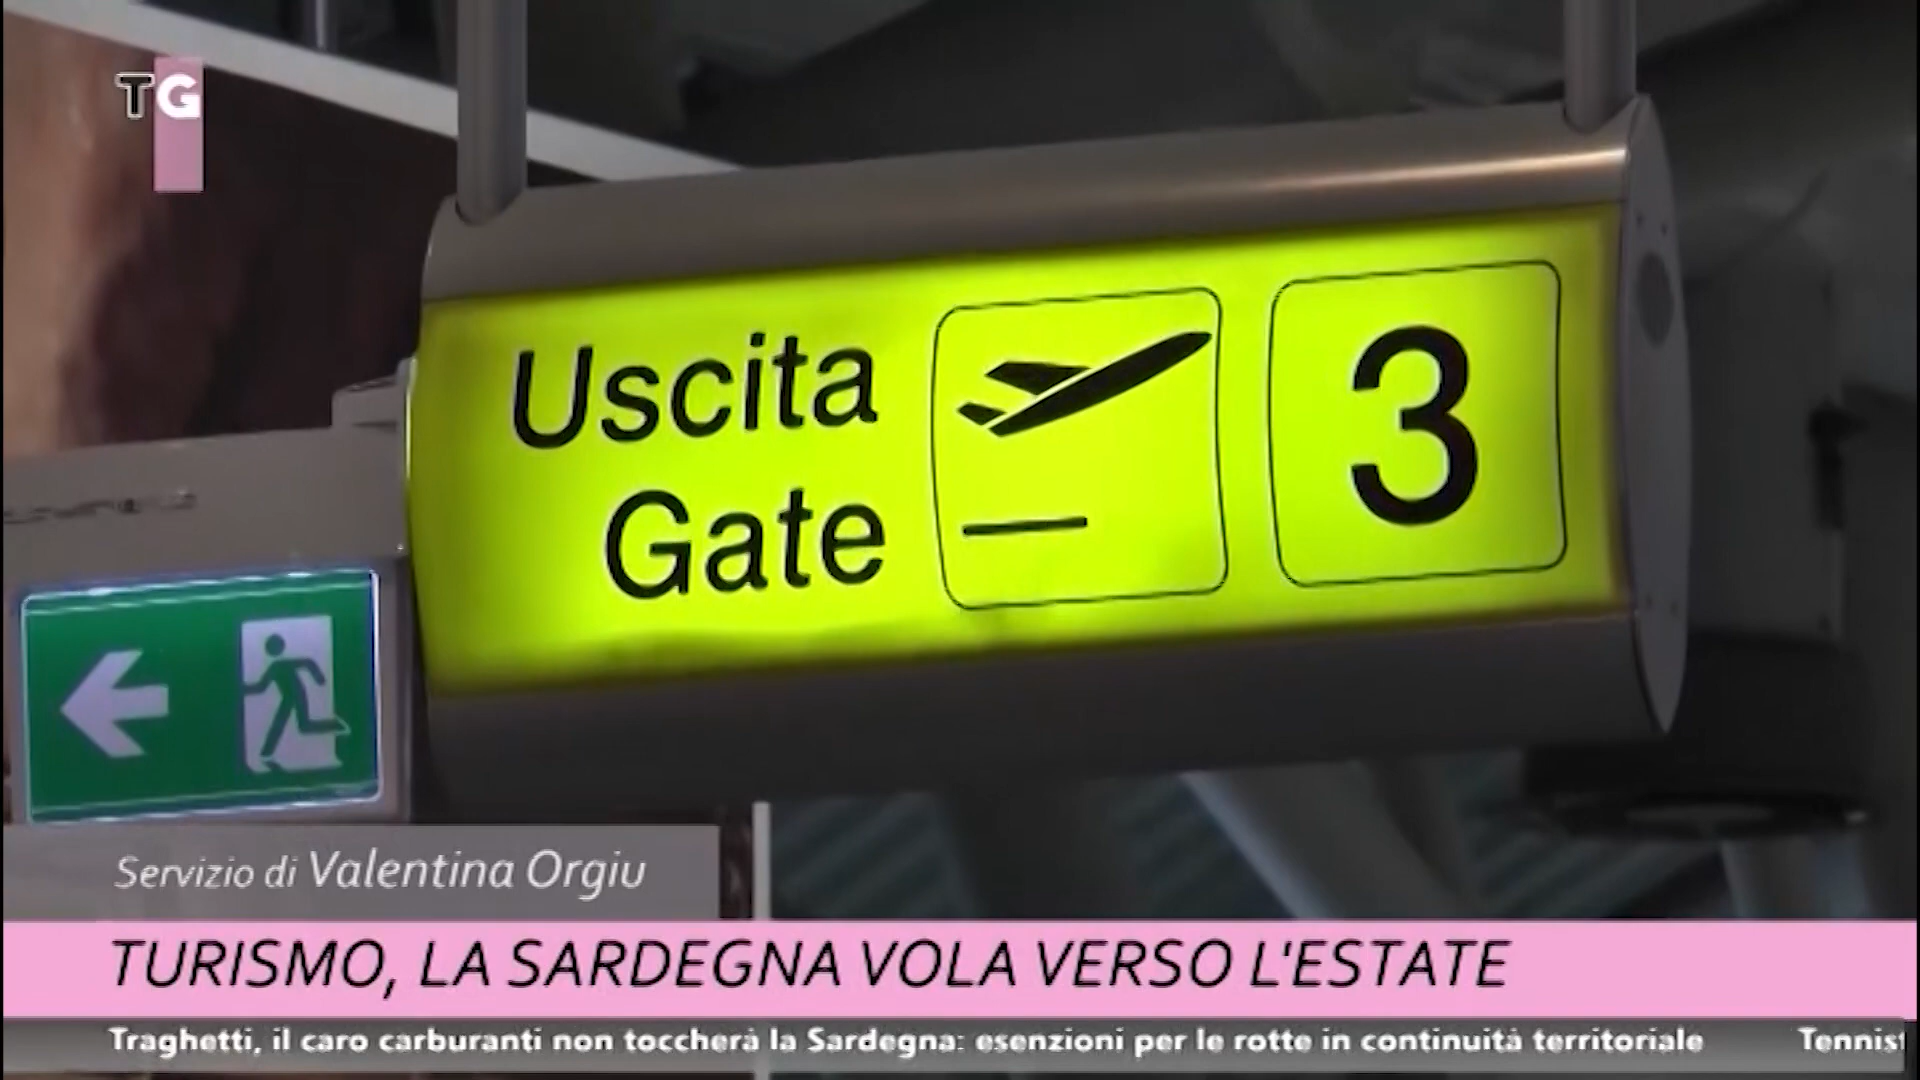 TG
Uscita
Gate
3
Servizio di Valentina Orgiu
TURISMO, LA SARDEGNA VOLA VERSO L'ESTATE
Traghetti, il caro carburanti non toccherà la Sardegna: esenzioni per le rotte in continuità territoriale